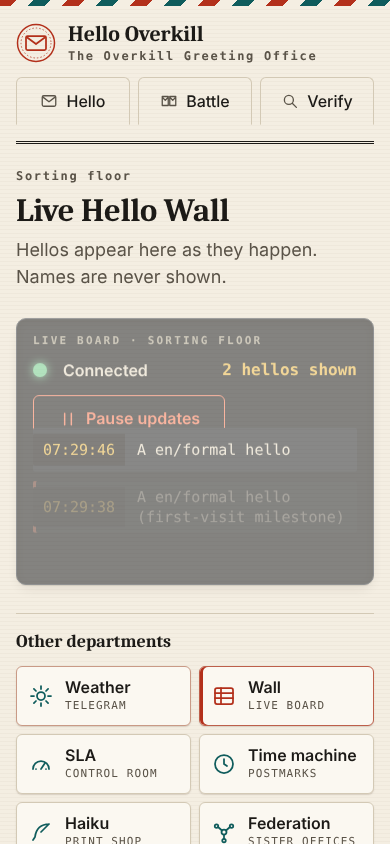 Hello Overkill
The Overkill Greeting Office
Hello
Battle
Verify
Sorting floor
Live Hello Wall
Hellos appear here as they happen.
Names are never shown.
LIVE BOARD · SORTING FLOOR
Connected
2 hellos shown
Pause updates
07:29:46 A en/formal hello
07:29:38 A en/formal hello
(first-visit milestone)
Other departments
Weather
TELEGRAM
Wall
LIVE BOARD
SLA
CONTROL ROOM
Time machine
POSTMARKS
Haiku
PRINT SHOP
Federation
SISTER OFFICES